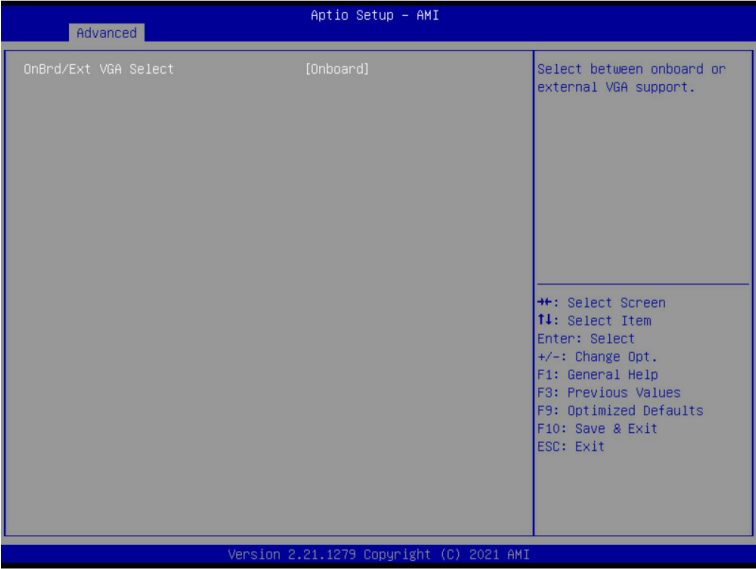 Aptio Setup – AMI
Advanced
OnBrd/Ext VGA Select [Onboard]
Select between onboard or
external VGA support.
→←: Select Screen
↑↓: Select Item
Enter: Select
+/-: Change Opt.
F1: General Help
F3: Previous Values
F9: Optimized Defaults
F10: Save & Exit
ESC: Exit
Version 2.21.1279 Copyright (C) 2021 AMI